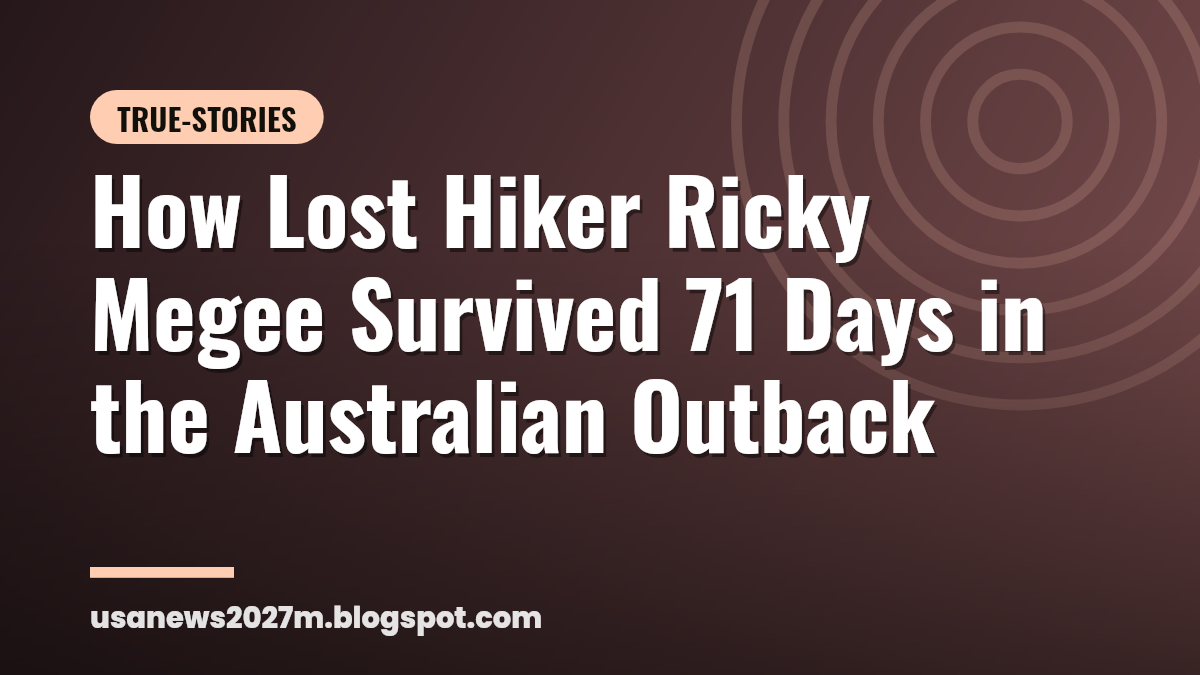 TRUE-STORIES
How Lost Hiker Ricky
Megee Survived 71 Days in
the Australian Outback
usanews2027m.blogspot.com